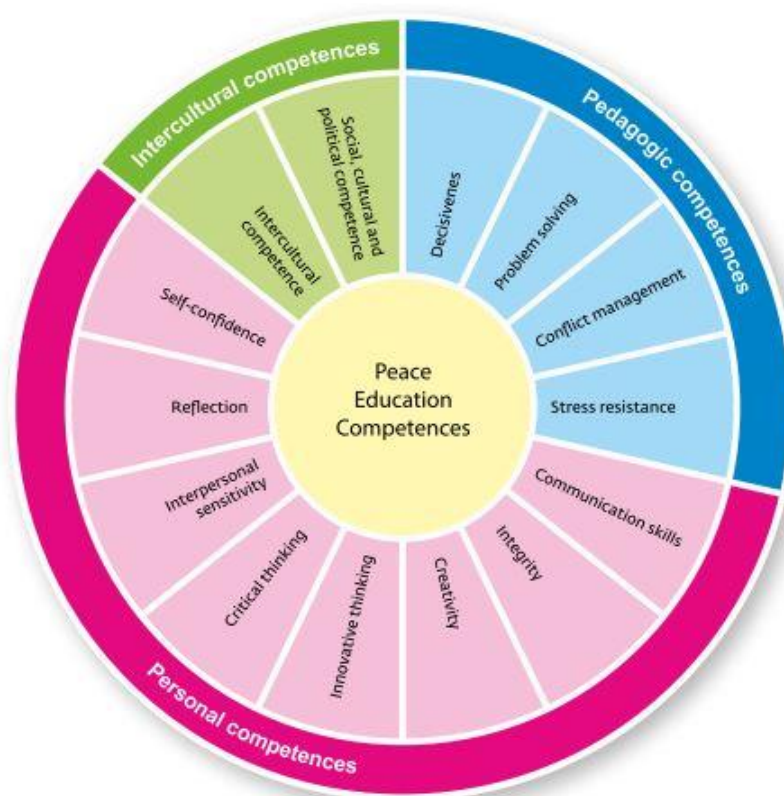 Intercultural competences
Pedagogic competences
Personal competences
Social, cultural and
political competence
Intercultural
competence
Decisivenes
Problem solving
Conflict management
Stress resistance
Communication skills
Integrity
Creativity
Innovative thinking
Critical thinking
Interpersonal
sensitivity
Reflection
Self-confidence
Peace
Education
Competences